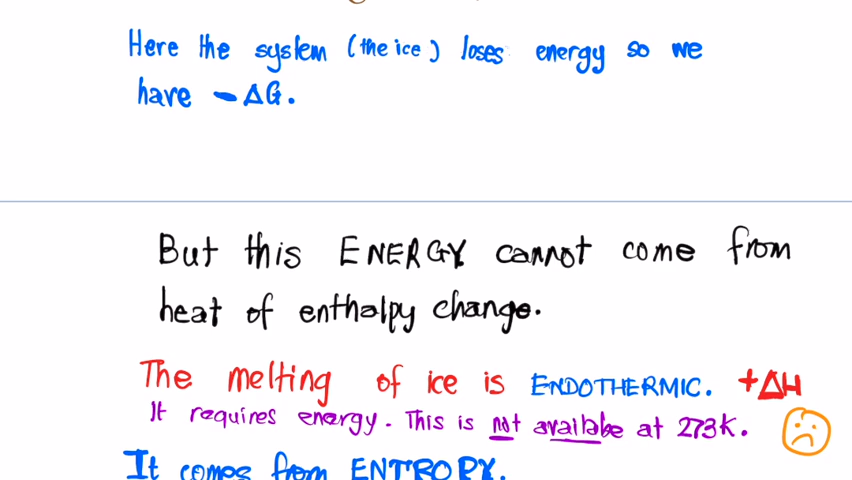 Here the system (the ice) loses energy so we
have - ΔG.
But this ENERGY cannot come from
heat of enthalpy change.
The melting of ice is ENDOTHERMIC. +ΔH
It requires energy. This is not available at 273K.
It comes from ENTROPY.